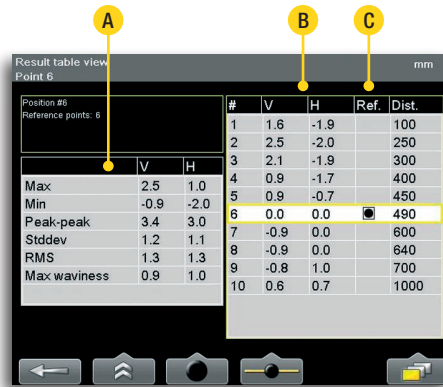 A
B
C
Result table view
mm
Point 6
Position #6
Reference points: 6
V H
Max 2.5 1.0
Min -0.9 -2.0
Peak-peak 3.4 3.0
Stddev 1.2 1.1
RMS 1.3 1.3
Max waviness 0.9 1.0
# V H Ref. Dist.
1 1.6 -1.9 100
2 2.5 -2.0 250
3 2.1 -1.9 300
4 0.9 -1.7 400
5 0.9 -0.7 450
6 0.0 0.0 490
7 -0.9 0.0 600
8 -0.9 0.0 640
9 -0.8 1.0 700
10 0.6 0.7 1000